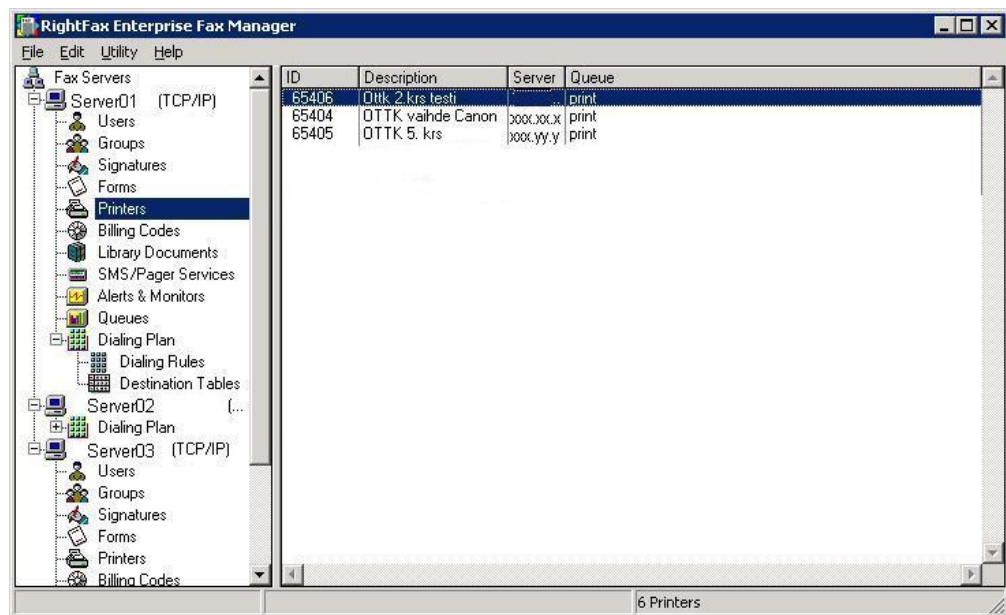 RightFax Enterprise Fax Manager
File Edit Utility Help
Fax Servers
Server01 (TCP/IP)
Users
Groups
Signatures
Forms
Printers
Billing Codes
Library Documents
SMS/Pager Services
Alerts & Monitors
Queues
Dialing Plan
Dialing Rules
Destination Tables
Server02 (...
Dialing Plan
Server03 (TCP/IP)
Users
Groups
Signatures
Forms
Printers
Billing Codes
ID Description Server Queue
65406 Ottk 2.krs testi .. print
65404 OTTK vaihde Canon xxx.xx.x print
65405 OTTK 5. krs xxx.yy.y print
6 Printers